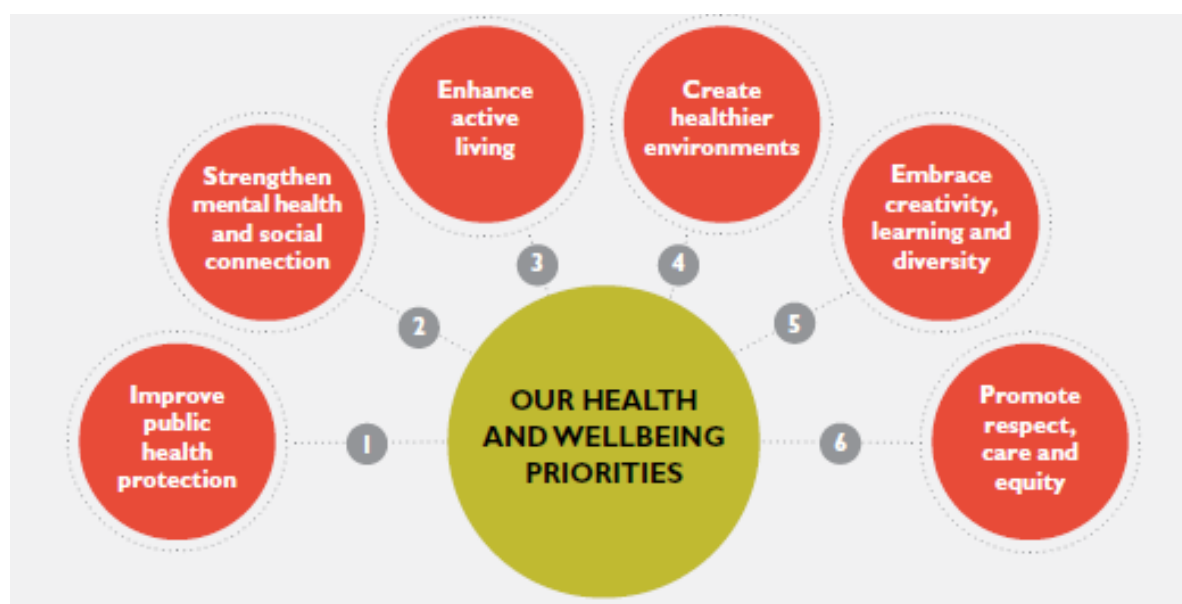 Improve
public
health
protection
1
Strengthen
mental health
and social
connection
2
Enhance
active
living
3
Create
healthier
environments
4
Embrace
creativity,
learning and
diversity
5
Promote
respect,
care and
equity
6
OUR HEALTH
AND WELLBEING
PRIORITIES